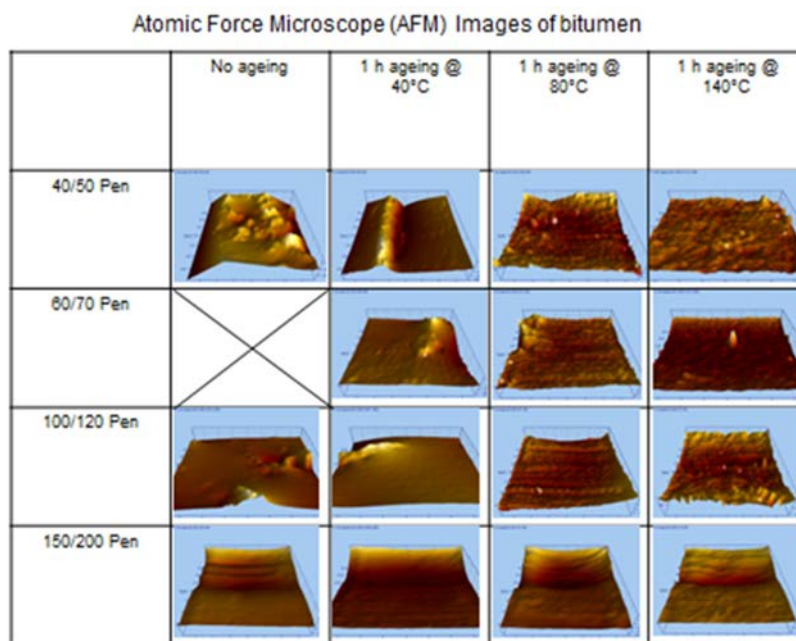 Atomic Force Microscope (AFM) Images of bitumen
No ageing
1 h ageing @
40°C
1 h ageing @
80°C
1 h ageing @
140°C
40/50 Pen
60/70 Pen
100/120 Pen
150/200 Pen